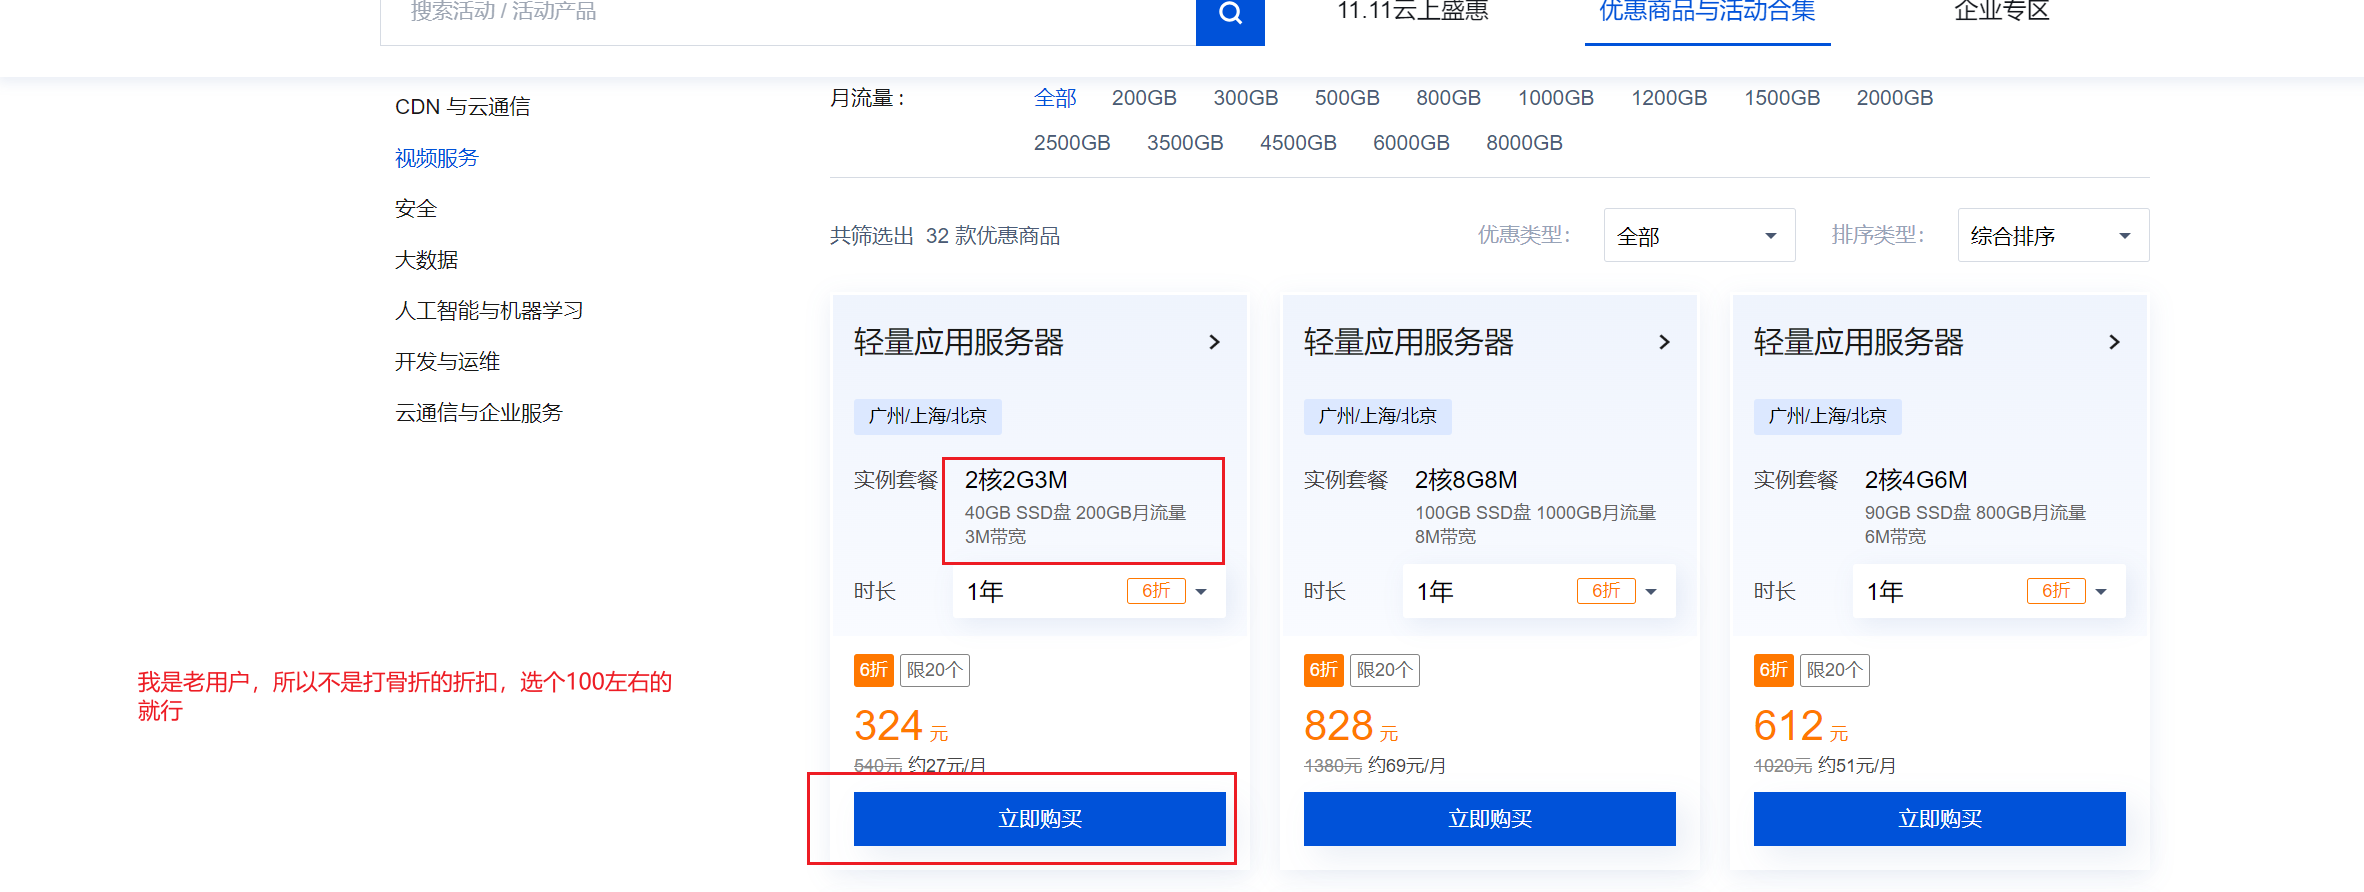 搜索活动 / 活动产品
11.11云上盛惠
优惠商品与活动合集
企业专区
CDN 与云通信
视频服务
安全
大数据
人工智能与机器学习
开发与运维
云通信与企业服务
月流量：
全部 200GB 300GB 500GB 800GB 1000GB 1200GB 1500GB 2000GB
2500GB 3500GB 4500GB 6000GB 8000GB
共筛选出 32 款优惠商品
优惠类型：
全部
排序类型：
综合排序
轻量应用服务器
广州/上海/北京
实例套餐 2核2G3M
40GB SSD盘 200GB月流量
3M带宽
时长 1年 6折
6折 限20个
324 元
540元 约27元/月
立即购买
轻量应用服务器
广州/上海/北京
实例套餐 2核8G8M
100GB SSD盘 1000GB月流量
8M带宽
时长 1年 6折
6折 限20个
828 元
1380元 约69元/月
立即购买
轻量应用服务器
广州/上海/北京
实例套餐 2核4G6M
90GB SSD盘 800GB月流量
6M带宽
时长 1年 6折
6折 限20个
612 元
1020元 约51元/月
立即购买
我是老用户，所以不是打骨折的折扣，选个100左右的
就行